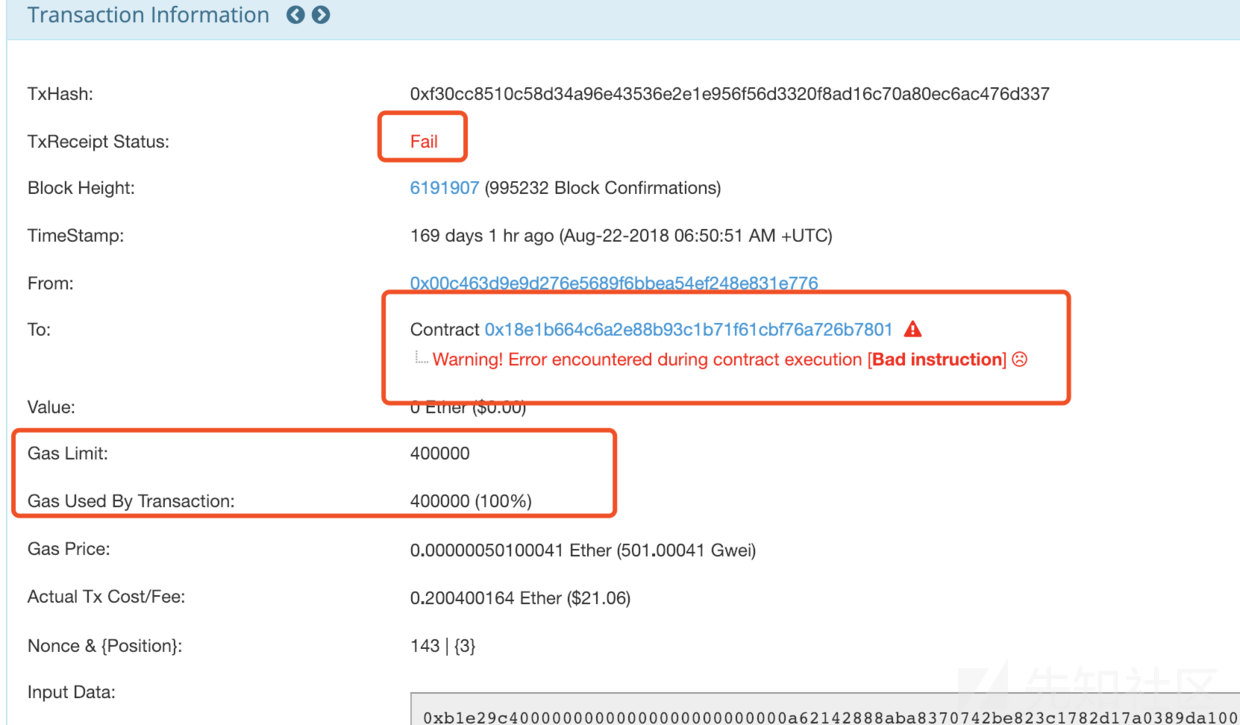 Transaction Information
TxHash: 0xf30cc8510c58d34a96e43536e2e1e956f56d3320f8ad16c70a80ec6ac476d337
TxReceipt Status: Fail
Block Height: 6191907 (995232 Block Confirmations)
TimeStamp: 169 days 1 hr ago (Aug-22-2018 06:50:51 AM +UTC)
From: 0x00c463d9e9d276e5689f6bbea54ef248e831e776
To: Contract 0x18e1b664c6a2e88b93c1b71f61cbf76a726b7801
Warning! Error encountered during contract execution [Bad instruction]
Value: 0 Ether ($0.00)
Gas Limit: 400000
Gas Used By Transaction: 400000 (100%)
Gas Price: 0.00000050100041 Ether (501.00041 Gwei)
Actual Tx Cost/Fee: 0.200400164 Ether ($21.06)
Nonce & {Position}: 143 | {3}
Input Data:
0xb1e29c4000000000000000000000000a62142888aba8370742be823c1782d17a0389da100
先知社区